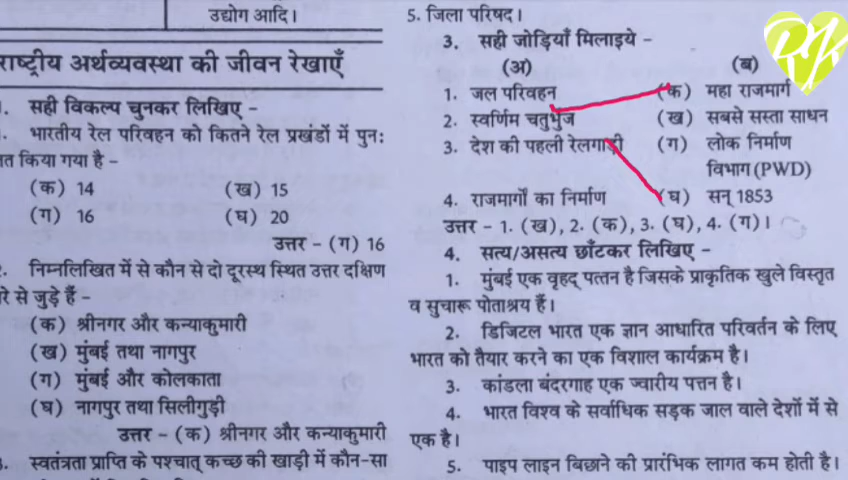 उद्योग आदि।
राष्ट्रीय अर्थव्यवस्था की जीवन रेखाएँ
सही विकल्प चुनकर लिखिए –
भारतीय रेल परिवहन को कितने रेल प्रखंडों में पुनः
किया गया है –
(क) 14 (ख) 15
(ग) 16 (घ) 20
उत्तर – (ग) 16
निम्नलिखित में से कौन से दो दूरस्थ स्थित उत्तर दक्षिण
से जुड़े हैं –
(क) श्रीनगर और कन्याकुमारी
(ख) मुंबई तथा नागपुर
(ग) मुंबई और कोलकाता
(घ) नागपुर तथा सिलीगुड़ी
उत्तर – (क) श्रीनगर और कन्याकुमारी
स्वतंत्रता प्राप्ति के पश्चात् कच्छ की खाड़ी में कौन-सा
5. जिला परिषद।
3. सही जोड़ियाँ मिलाइये –
(अ) (ब)
1. जल परिवहन (क) महा राजमार्ग
2. स्वर्णिम चतुर्भुज (ख) सबसे सस्ता साधन
3. देश की पहली रेलगाड़ी (ग) लोक निर्माण
विभाग (PWD)
4. राजमार्गों का निर्माण (घ) सन् 1853
उत्तर – 1. (ख), 2. (क), 3. (घ), 4. (ग)।
4. सत्य/असत्य छाँटकर लिखिए –
1. मुंबई एक वृहद् पत्तन है जिसके प्राकृतिक खुले विस्तृत
व सुचारू पोताश्रय हैं।
2. डिजिटल भारत एक ज्ञान आधारित परिवर्तन के लिए
भारत को तैयार करने का एक विशाल कार्यक्रम है।
3. कांडला बंदरगाह एक ज्वारीय पत्तन है।
4. भारत विश्व के सर्वाधिक सड़क जाल वाले देशों में से
एक है।
5. पाइप लाइन बिछाने की प्रारंभिक लागत कम होती है।
RK